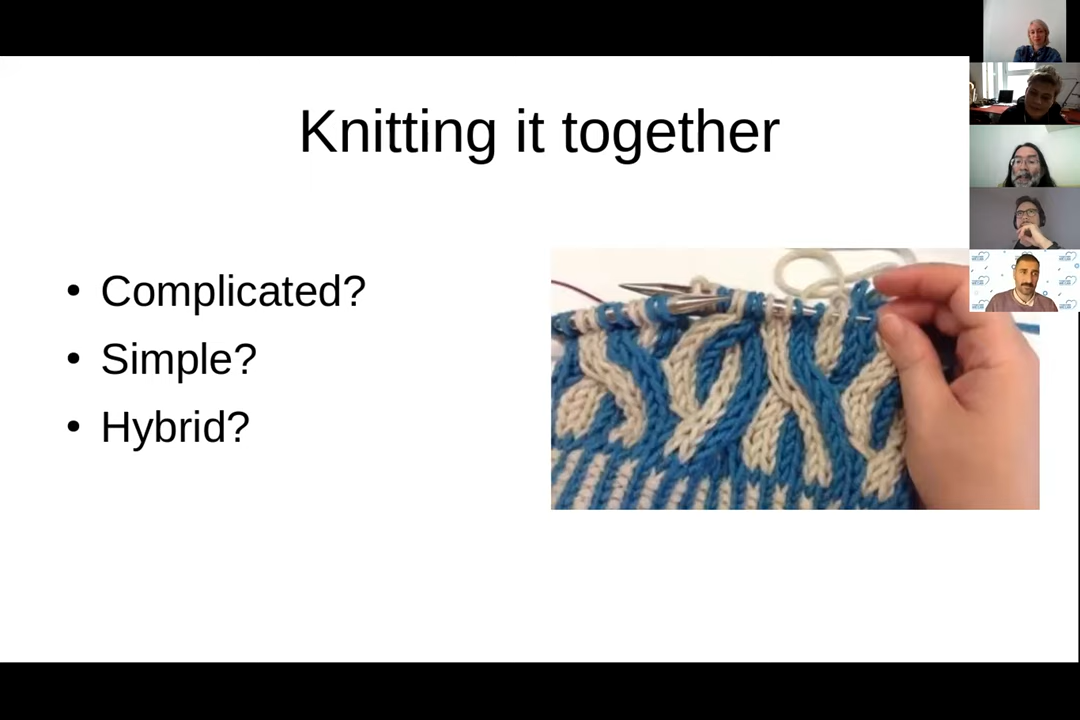 Knitting it together
Complicated?
Simple?
Hybrid?